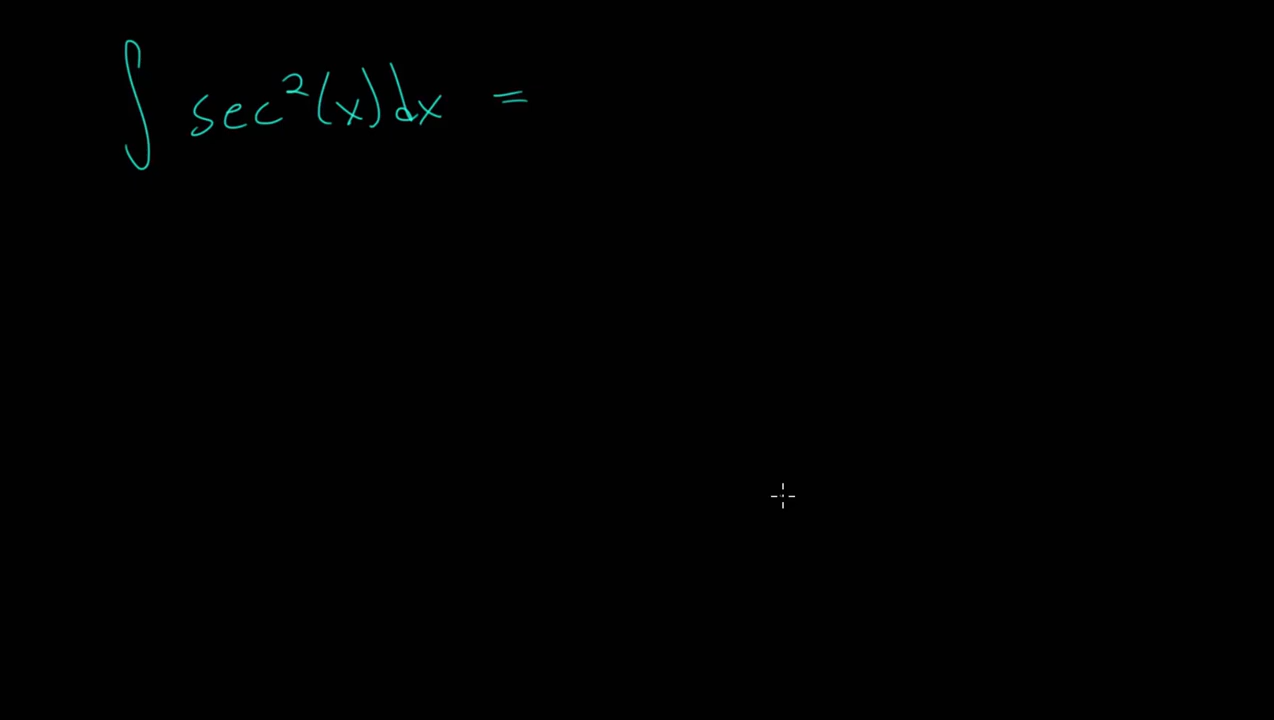 ∫ sec²(x)dx =